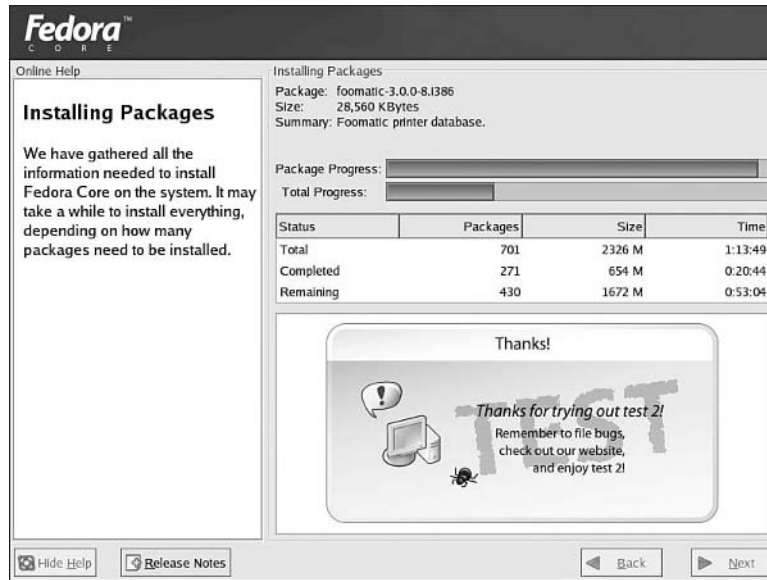 Fedora™
CORE
Online Help
Installing Packages
We have gathered all the
information needed to install
Fedora Core on the system. It may
take a while to install everything,
depending on how many
packages need to be installed.
Installing Packages
Package: foomatic-3.0.0-8.i386
Size: 28,560 KBytes
Summary: Foomatic printer database.
Package Progress:
Total Progress:
Status Packages Size Time
Total 701 2326 M 1:13:49
Completed 271 654 M 0:20:44
Remaining 430 1672 M 0:53:04
Thanks!
TEST
Thanks for trying out test 2!
Remember to file bugs,
check out our website,
and enjoy test 2!
Hide Help
Release Notes
Back
Next